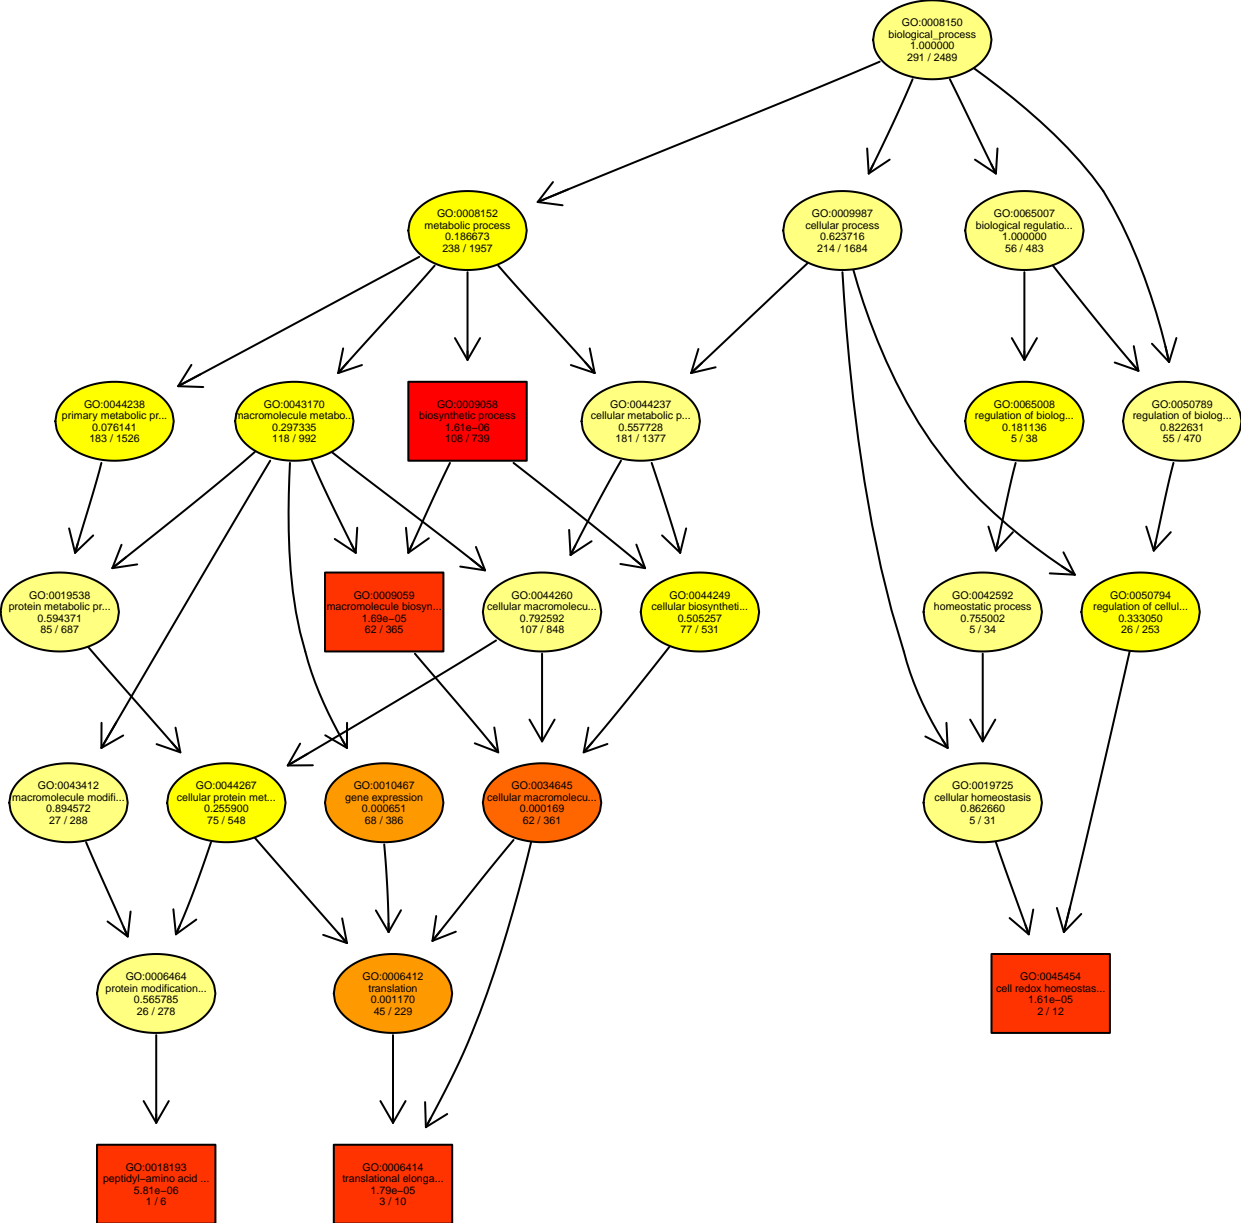 GO:0008150
biological_process
1.000000
291 / 2489
GO:0008152
metabolic process
0.186673
238 / 1957
GO:0009987
cellular process
0.623716
214 / 1684
GO:0065007
biological regulatio...
1.000000
56 / 483
GO:0044238
primary metabolic pr...
0.076141
183 / 1526
GO:0043170
macromolecule metabo...
0.297335
118 / 992
GO:0009058
biosynthetic process
1.61e−06
108 / 739
GO:0044237
cellular metabolic p...
0.557728
181 / 1377
GO:0065008
regulation of biolog...
0.181136
5 / 38
GO:0050789
regulation of biolog...
0.822631
55 / 470
GO:0019538
protein metabolic pr...
0.594371
85 / 687
GO:0009059
macromolecule biosyn...
1.69e−05
62 / 365
GO:0044260
cellular macromolecu...
0.792592
107 / 848
GO:0044249
cellular biosyntheti...
0.505257
77 / 531
GO:0042592
homeostatic process
0.755002
5 / 34
GO:0050794
regulation of cellul...
0.333050
26 / 253
GO:0043412
macromolecule modifi...
0.894572
27 / 288
GO:0044267
cellular protein met...
0.255900
75 / 548
GO:0010467
gene expression
0.000651
68 / 386
GO:0034645
cellular macromolecu...
0.000169
62 / 361
GO:0019725
cellular homeostasis
0.862660
5 / 31
GO:0006464
protein modification...
0.565785
26 / 278
GO:0006412
translation
0.001170
45 / 229
GO:0045454
cell redox homeostas...
1.61e−05
2 / 12
GO:0018193
peptidyl−amino acid ...
5.81e−06
1 / 6
GO:0006414
translational elonga...
1.79e−05
3 / 10